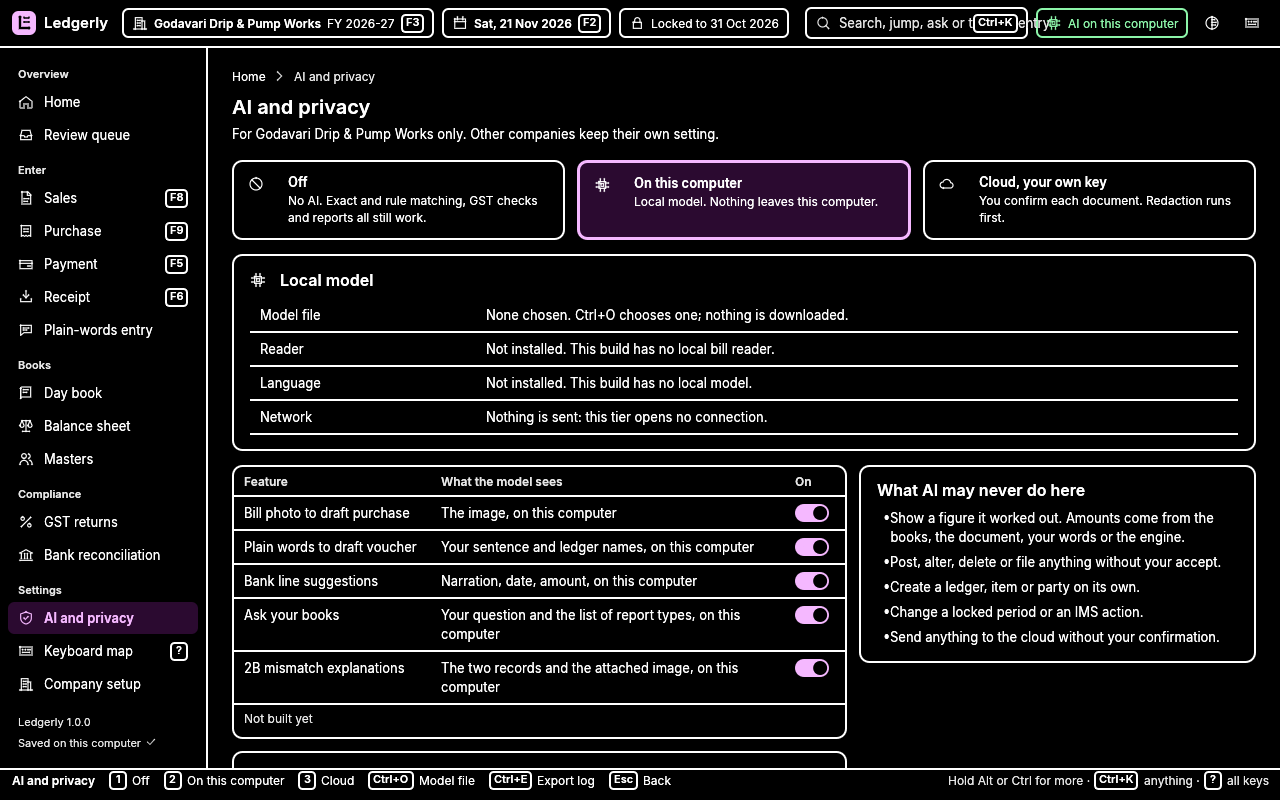 Ledgerly
Godavari Drip & Pump Works FY 2026-27 F3
Sat, 21 Nov 2026 F2
Locked to 31 Oct 2026
Search, jump, ask or t Ctrl+K entry
AI on this computer
Overview
Home
Review queue
Enter
Sales F8
Purchase F9
Payment F5
Receipt F6
Plain-words entry
Books
Day book
Balance sheet
Masters
Compliance
GST returns
Bank reconciliation
Settings
AI and privacy
Keyboard map ?
Company setup
Ledgerly 1.0.0
Saved on this computer
Home AI and privacy
AI and privacy
For Godavari Drip & Pump Works only. Other companies keep their own setting.
Off
No AI. Exact and rule matching, GST checks
and reports all still work.
On this computer
Local model. Nothing leaves this computer.
Cloud, your own key
You confirm each document. Redaction runs
first.
Local model
Model file None chosen. Ctrl+O chooses one; nothing is downloaded.
Reader Not installed. This build has no local bill reader.
Language Not installed. This build has no local model.
Network Nothing is sent: this tier opens no connection.
Feature What the model sees On
Bill photo to draft purchase The image, on this computer
Plain words to draft voucher Your sentence and ledger names, on this computer
Bank line suggestions Narration, date, amount, on this computer
Ask your books Your question and the list of report types, on this
computer
2B mismatch explanations The two records and the attached image, on this
computer
Not built yet
What AI may never do here
•Show a figure it worked out. Amounts come from the
books, the document, your words or the engine.
•Post, alter, delete or file anything without your accept.
•Create a ledger, item or party on its own.
•Change a locked period or an IMS action.
•Send anything to the cloud without your confirmation.
AI and privacy 1 Off 2 On this computer 3 Cloud Ctrl+O Model file Ctrl+E Export log Esc Back
Hold Alt or Ctrl for more · Ctrl+K anything · ? all keys